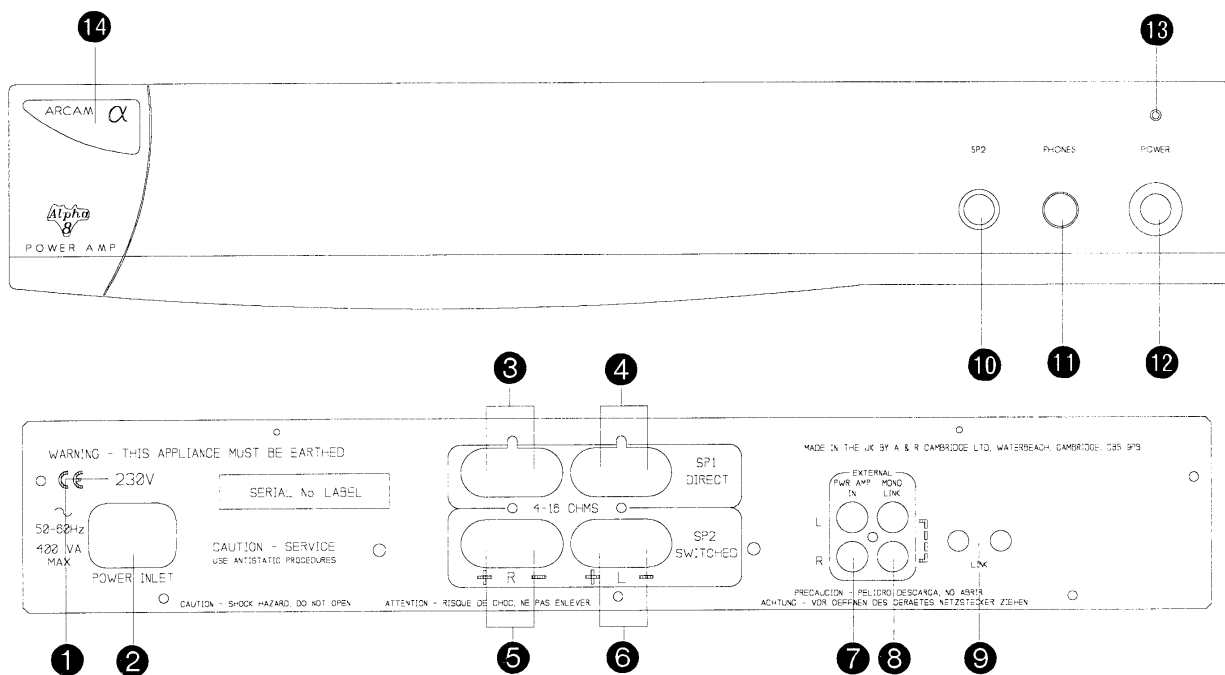 14
13
ARCAM α
SP2
PHONES
POWER
Alpha
8
POWER AMP
10
11
12
3
4
WARNING - THIS APPLIANCE MUST BE EARTHED
MADE IN THE UK BY A & R CAMBRIDGE LTD, WATERBEACH, CAMBRIDGE. CB5 9PB
CE 230V
SERIAL No LABEL
SP1
DIRECT
EXTERNAL
PWR AMP
IN
MONO
LINK
4-16 OHMS
L
R
50-60Hz
400 VA
MAX
POWER INLET
CAUTION - SERVICE
USE ANTISTATIC PROCEDURES
SP2
SWITCHED
+ R -
+ L -
LINK
CAUTION - SHOCK HAZARD, DO NOT OPEN
ATTENTION - RISQUE DE CHOC, NE PAS ENLEVER
PRECAUCION - PELIGRO DESCARGA, NO ABRIR
ACHTUNG - VOR OEFFNEN DES GERAETES NETZSTECKER ZIEHEN
1
2
5
6
7
8
9